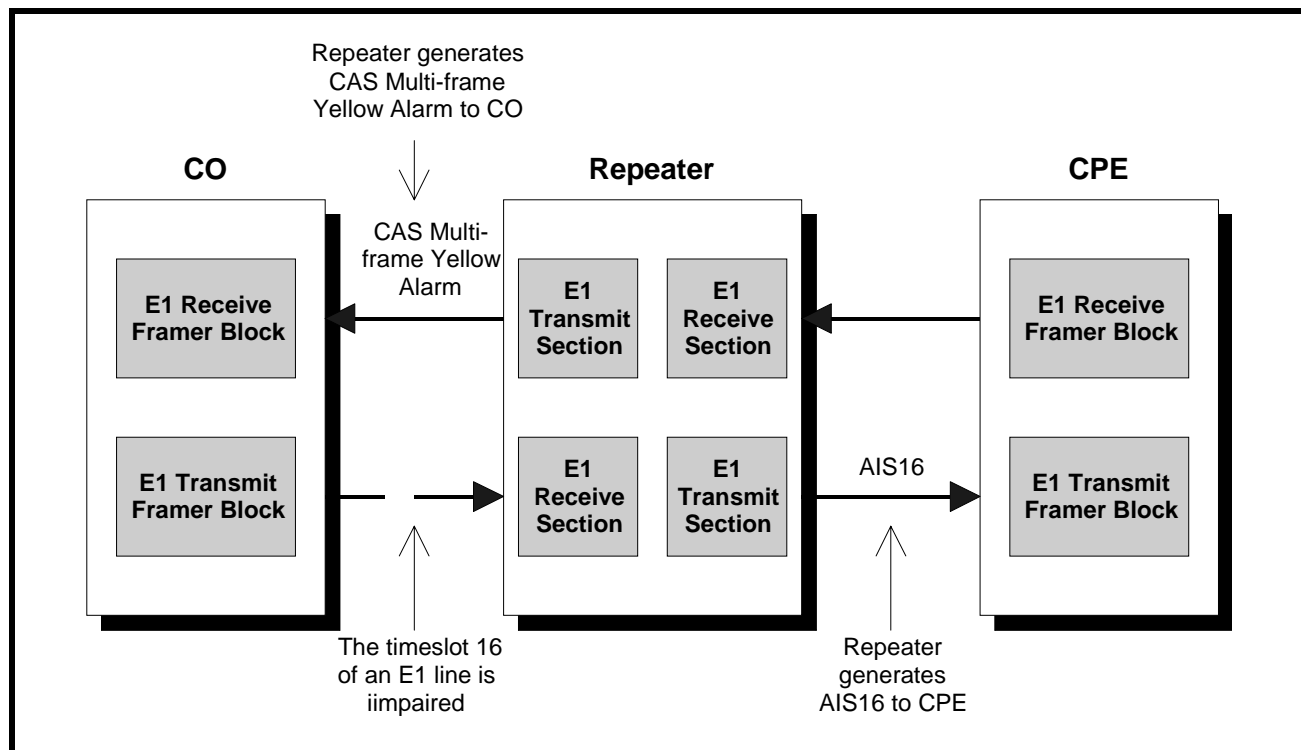 Repeater generates
CAS Multi-frame
Yellow Alarm to CO
CO
Repeater
CPE
CAS Multi-
frame Yellow
Alarm
E1 Receive
Framer Block
E1
Transmit
Section
E1
Receive
Section
E1 Receive
Framer Block
E1 Transmit
Framer Block
E1
Receive
Section
E1
Transmit
Section
AIS16
E1 Transmit
Framer Block
The timeslot 16
of an E1 line is
iimpaired
Repeater
generates
AIS16 to CPE